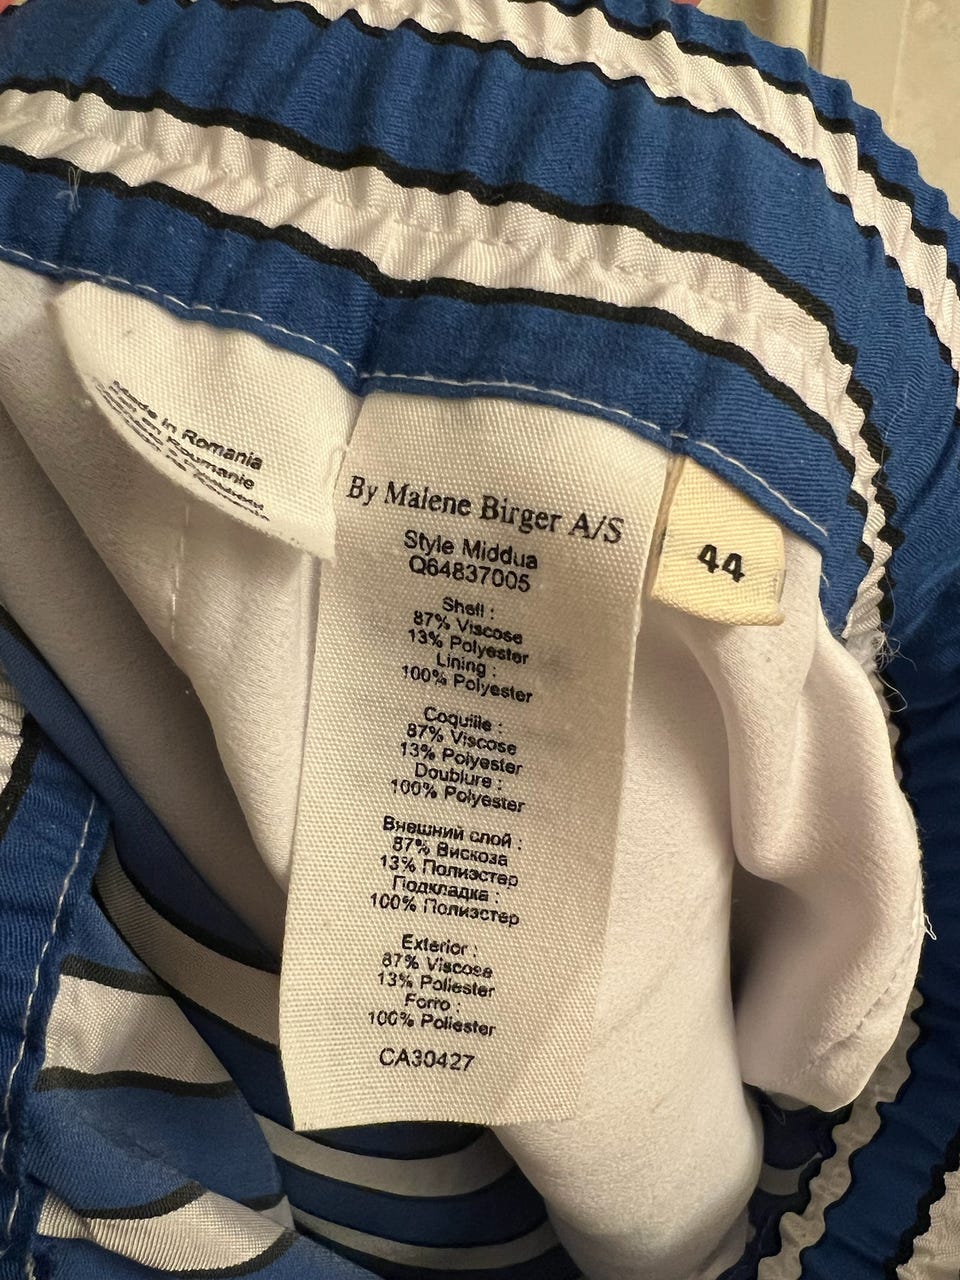 Made in Romania
Roumanie
By Malene Birger A/S
Style Middua
Q64837005
Shell :
87% Viscose
13% Polyester
Lining :
100% Polyester
Coquille :
87% Viscose
13% Polyester
Doublure :
100% Polyester
Внешний слой :
87% Вискоза
13% Полиэстер
Подкладка :
100% Полиэстер
Exterior :
87% Viscose
13% Poliester
Forro :
100% Poliester
CA30427
44